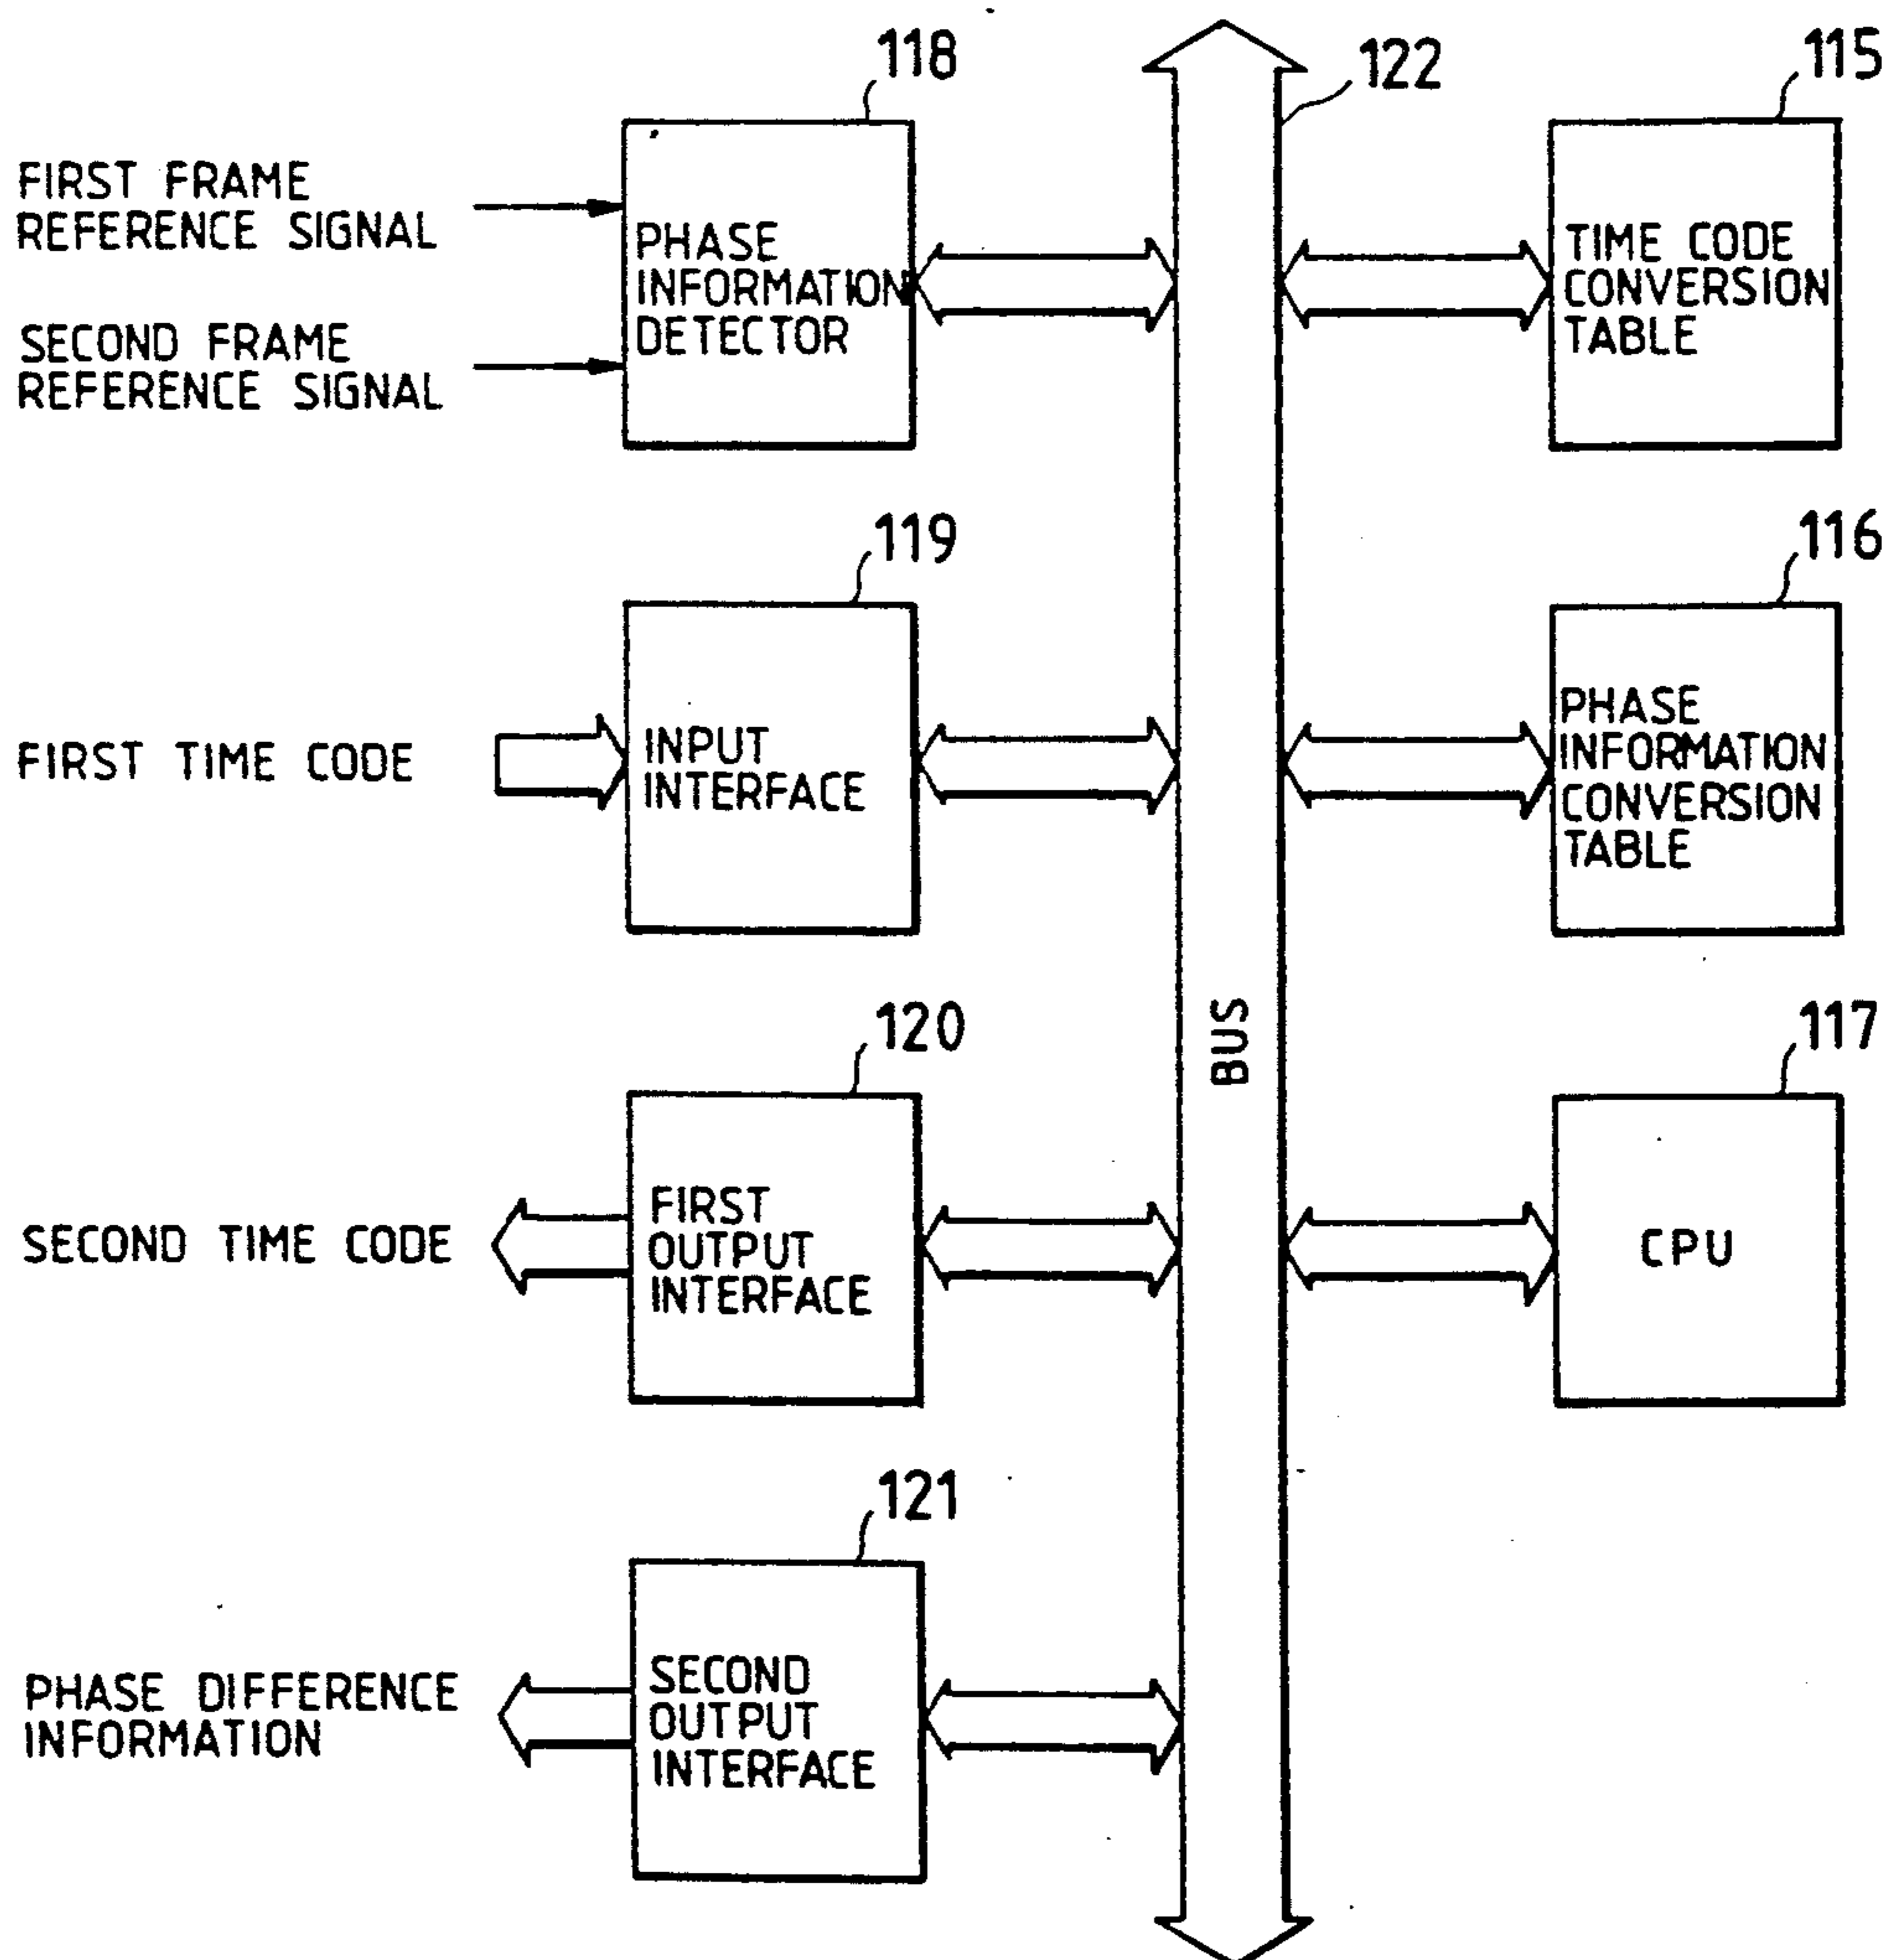 118
122
115
FIRST FRAME
REFERENCE SIGNAL
SECOND FRAME
REFERENCE SIGNAL
PHASE
INFORMATION
DETECTOR
TIME CODE
CONVERSION
TABLE
119
116
FIRST TIME CODE
INPUT
INTERFACE
PHASE
INFORMATION
CONVERSION
TABLE
BUS
120
117
SECOND TIME CODE
FIRST
OUTPUT
INTERFACE
CPU
121
PHASE DIFFERENCE
INFORMATION
SECOND
OUTPUT
INTERFACE